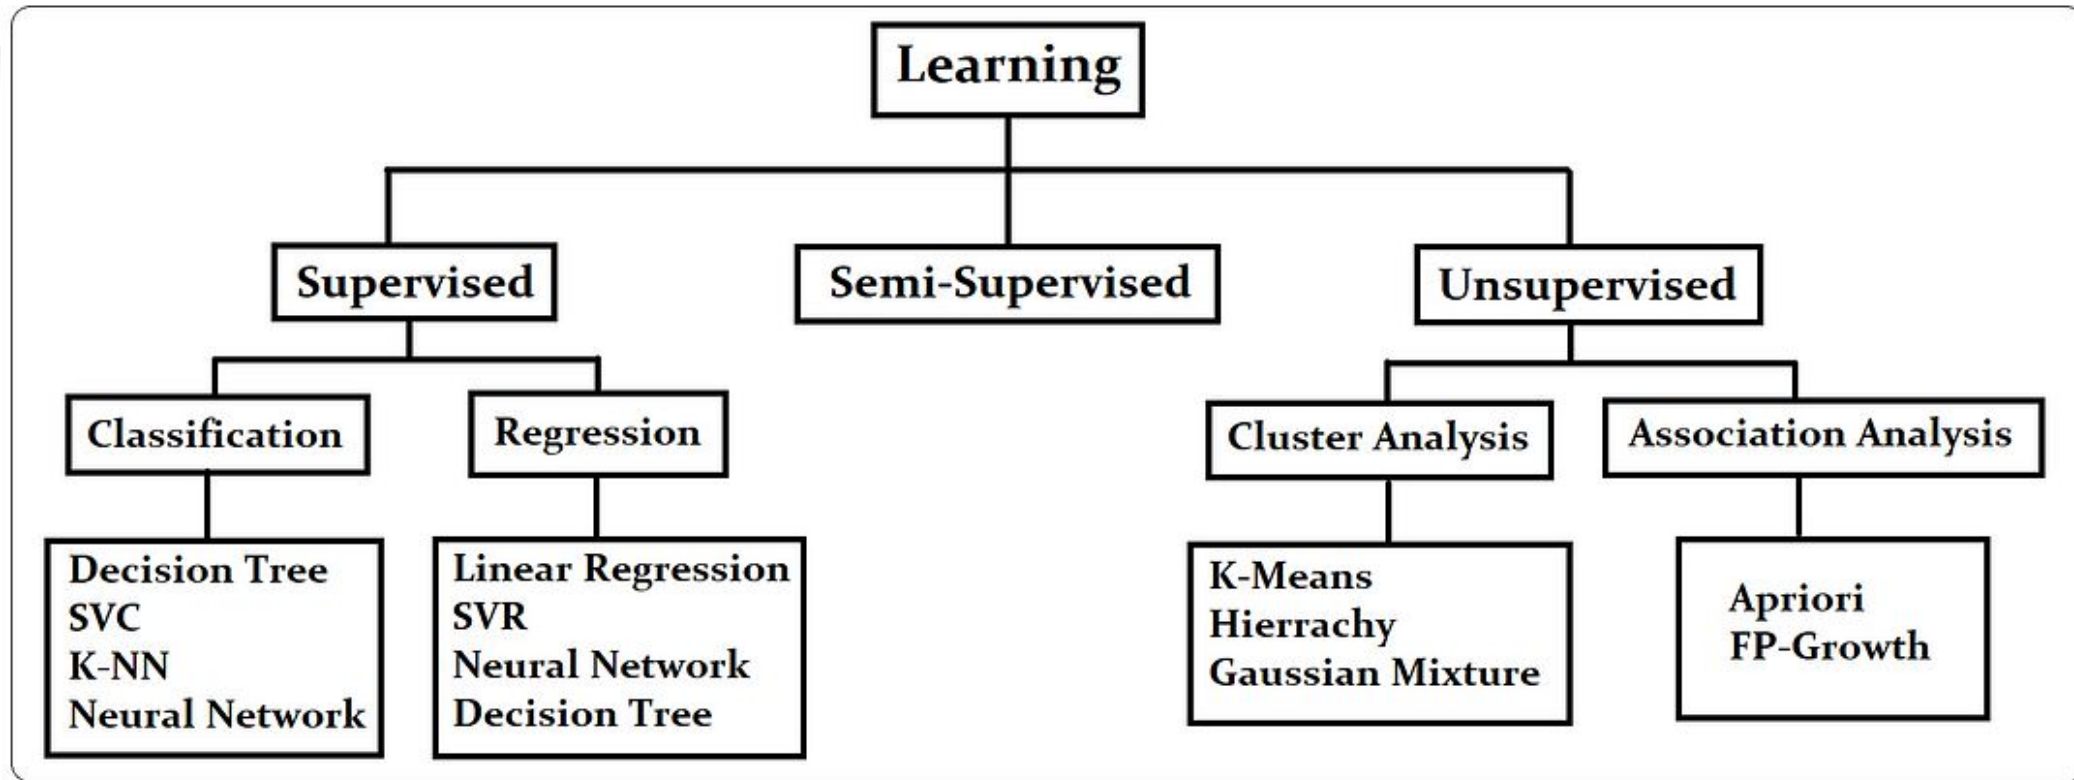 Learning
Supervised
Semi-Supervised
Unsupervised
Classification
Regression
Cluster Analysis
Association Analysis
Decision Tree
SVC
K-NN
Neural Network
Linear Regression
SVR
Neural Network
Decision Tree
K-Means
Hierrachy
Gaussian Mixture
Apriori
FP-Growth